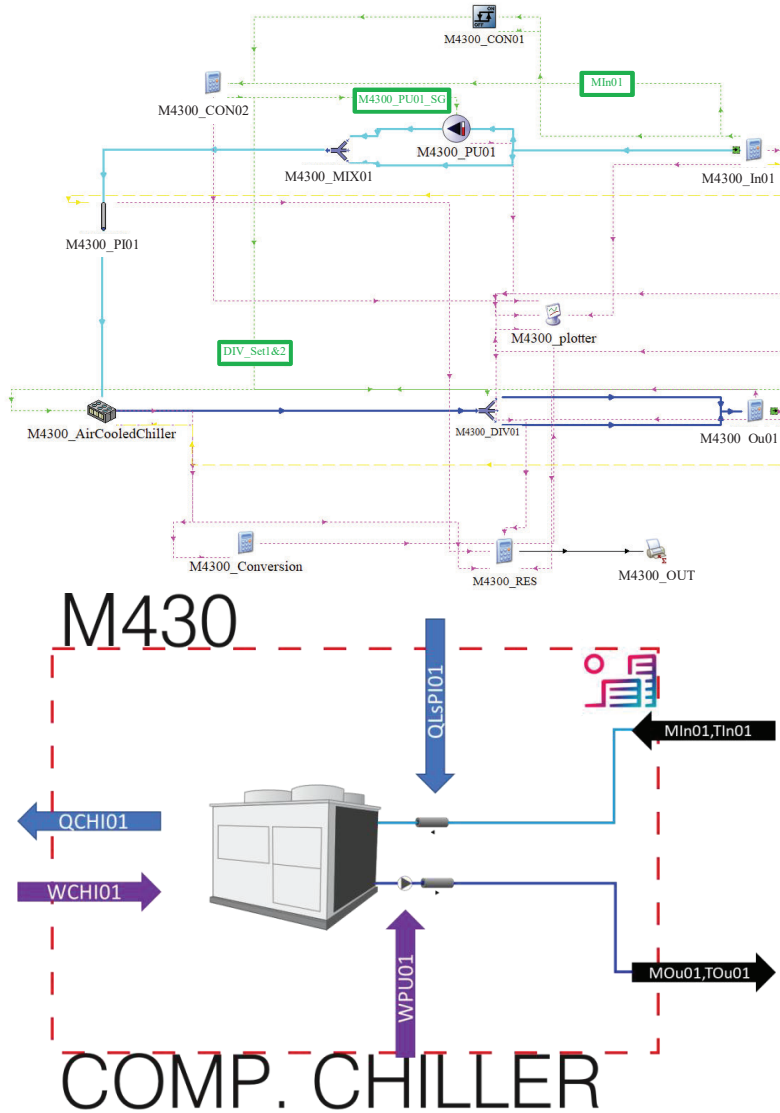 OFF
M4300_CON01
MIn01
M4300_CON02
M4300_PU01_SG
M4300_PU01
M4300_MIX01
M4300_In01
M4300_PI01
M4300_plotter
DIV_Set1&2
M4300_AirCooledChiller
M4300_DIV01
M4300_Ou01
M4300_Conversion
M4300_RES
M4300_OUT
M430
QLsPI01
MIn01,TIn01
QCHI01
WCHI01
MOu01,TOu01
WPU01
COMP. CHILLER